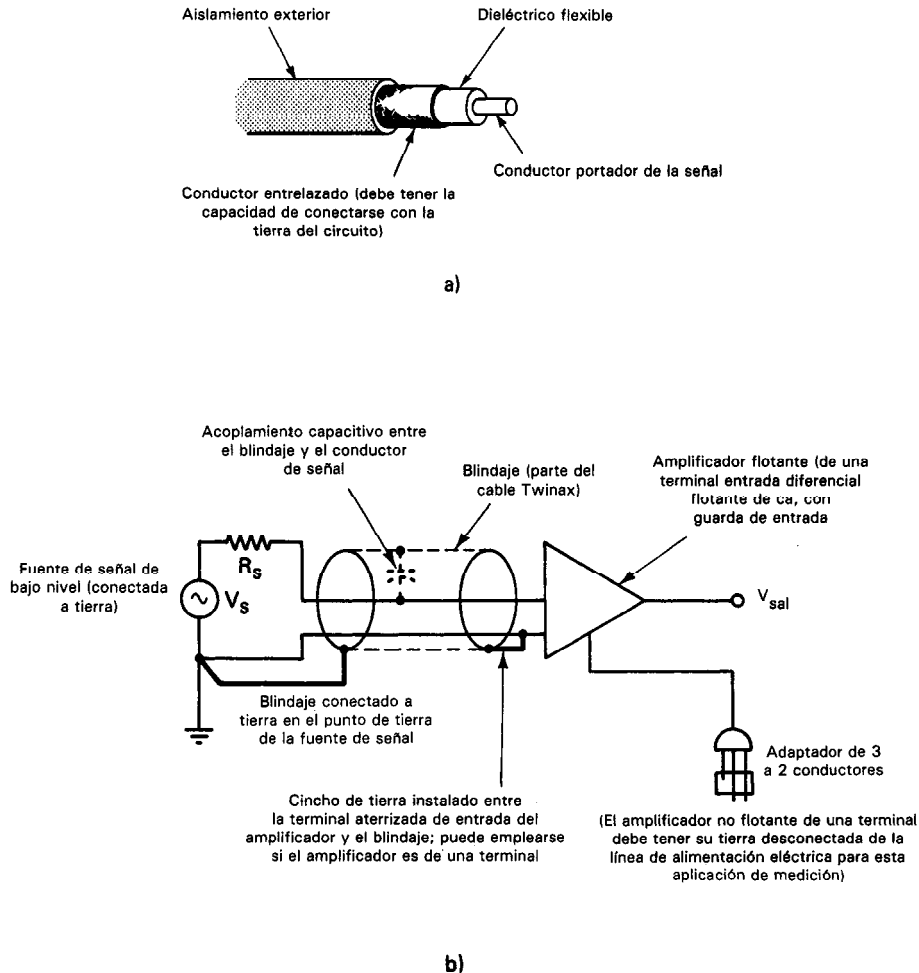 Aislamiento exterior
Dieléctrico flexible
Conductor portador de la señal
Conductor entrelazado (debe tener la
capacidad de conectarse con la
tierra del circuito)
a)
Acoplamiento capacitivo entre
el blindaje y el conductor
de señal
Blindaje (parte del
cable Twinax)
Amplificador flotante (de una
terminal entrada diferencial
flotante de ca, con
guarda de entrada
Fuente de señal de
bajo nivel (conectada
a tierra)
Rs
Vs
Vsal
Blindaje conectado a
tierra en el punto de tierra
de la fuente de señal
Adaptador de 3
a 2 conductores
Cincho de tierra instalado entre
la terminal aterrizada de entrada del
amplificador y el blindaje; puede emplearse
si el amplificador es de una terminal
(El amplificador no flotante de una terminal
debe tener su tierra desconectada de la
línea de alimentación eléctrica para esta
aplicación de medición)
b)